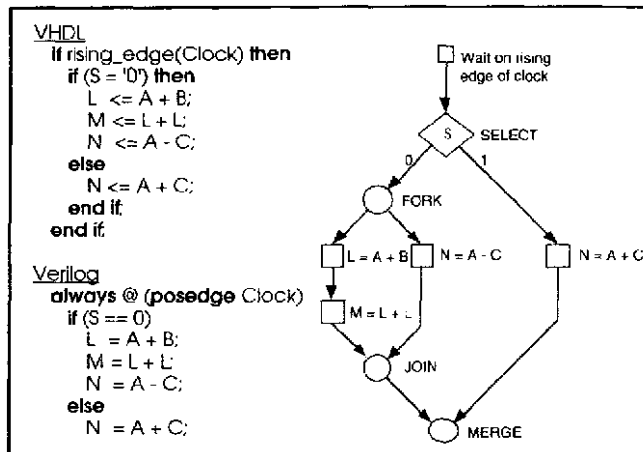 VHDL
if rising_edge(Clock) then
if (S = '0') then
L <= A + B;
M <= L + L;
N <= A - C;
else
N <= A + C;
end if;
end if;
Verilog
always @ (posedge Clock)
if (S == 0)
L = A + B;
M = L + L;
N = A - C;
else
N = A + C;
Wait on rising
edge of clock
S
SELECT
0
1
FORK
L = A + B
N = A - C
N = A + C
M = L + L
JOIN
MERGE